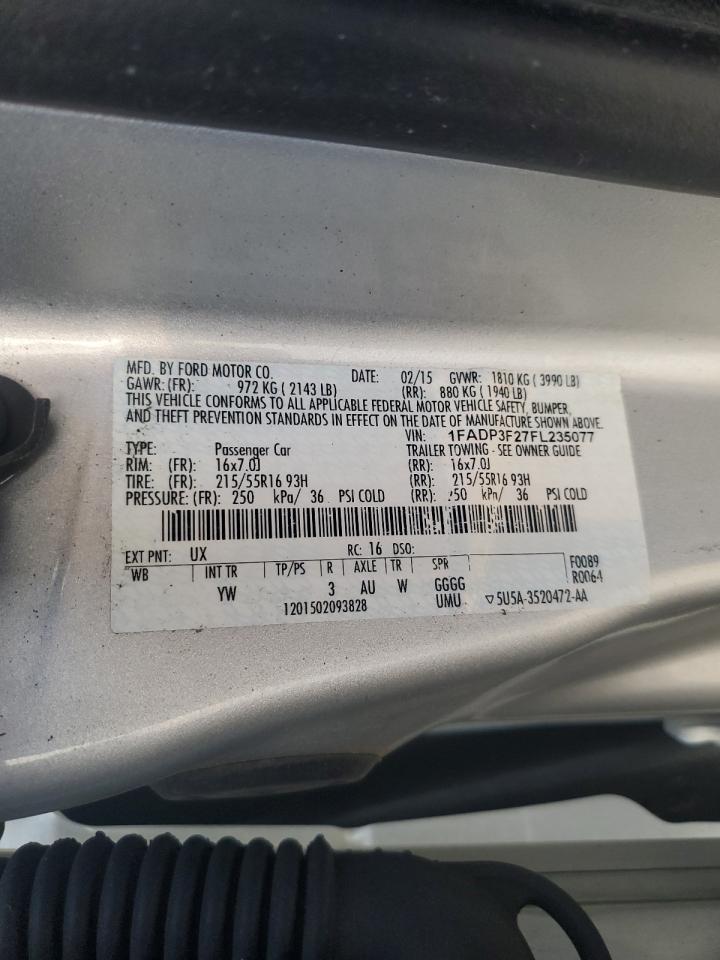 MFD. BY FORD MOTOR CO. DATE: 02/15 GVWR: 1810 KG ( 3990 LB)
GAWR: (FR): 972 KG ( 2143 LB) (RR): 880 KG ( 1940 LB)
THIS VEHICLE CONFORMS TO ALL APPLICABLE FEDERAL MOTOR VEHICLE SAFETY, BUMPER,
AND THEFT PREVENTION STANDARDS IN EFFECT ON THE DATE OF MANUFACTURE SHOWN ABOVE.
VIN: 1FADP3F27FL235077
TYPE: Passenger Car TRAILER TOWING - SEE OWNER GUIDE
RIM: (FR): 16x7.0J (RR): 16x7.0J
TIRE: (FR): 215/55R16 93H (RR): 215/55R16 93H
PRESSURE: (FR): 250 kPa/ 36 PSI COLD (RR): 250 kPa/ 36 PSI COLD
EXT PNT: UX RC: 16 DSO:
WB INT TR TP/PS R AXLE TR SPR F0089
YW 3 AU W GGGG R0064
1201502093828 UMU ▽5U5A-3520472-AA